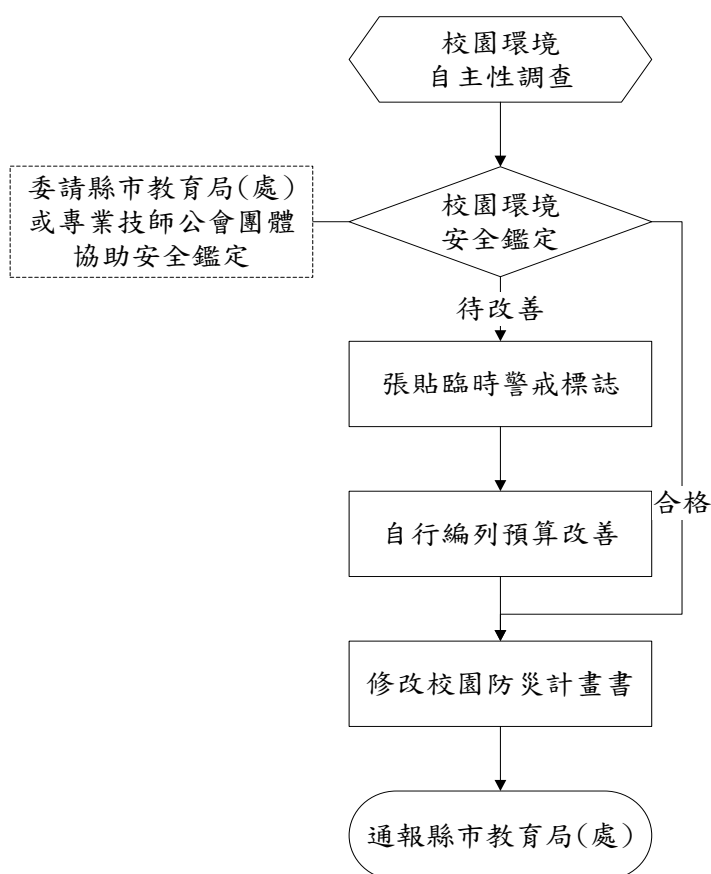 校園環境
自主性調查
委請縣市教育局(處)
或專業技師公會團體
協助安全鑑定
校園環境
安全鑑定
待改善
張貼臨時警戒標誌
合格
自行編列預算改善
修改校園防災計畫書
通報縣市教育局(處)